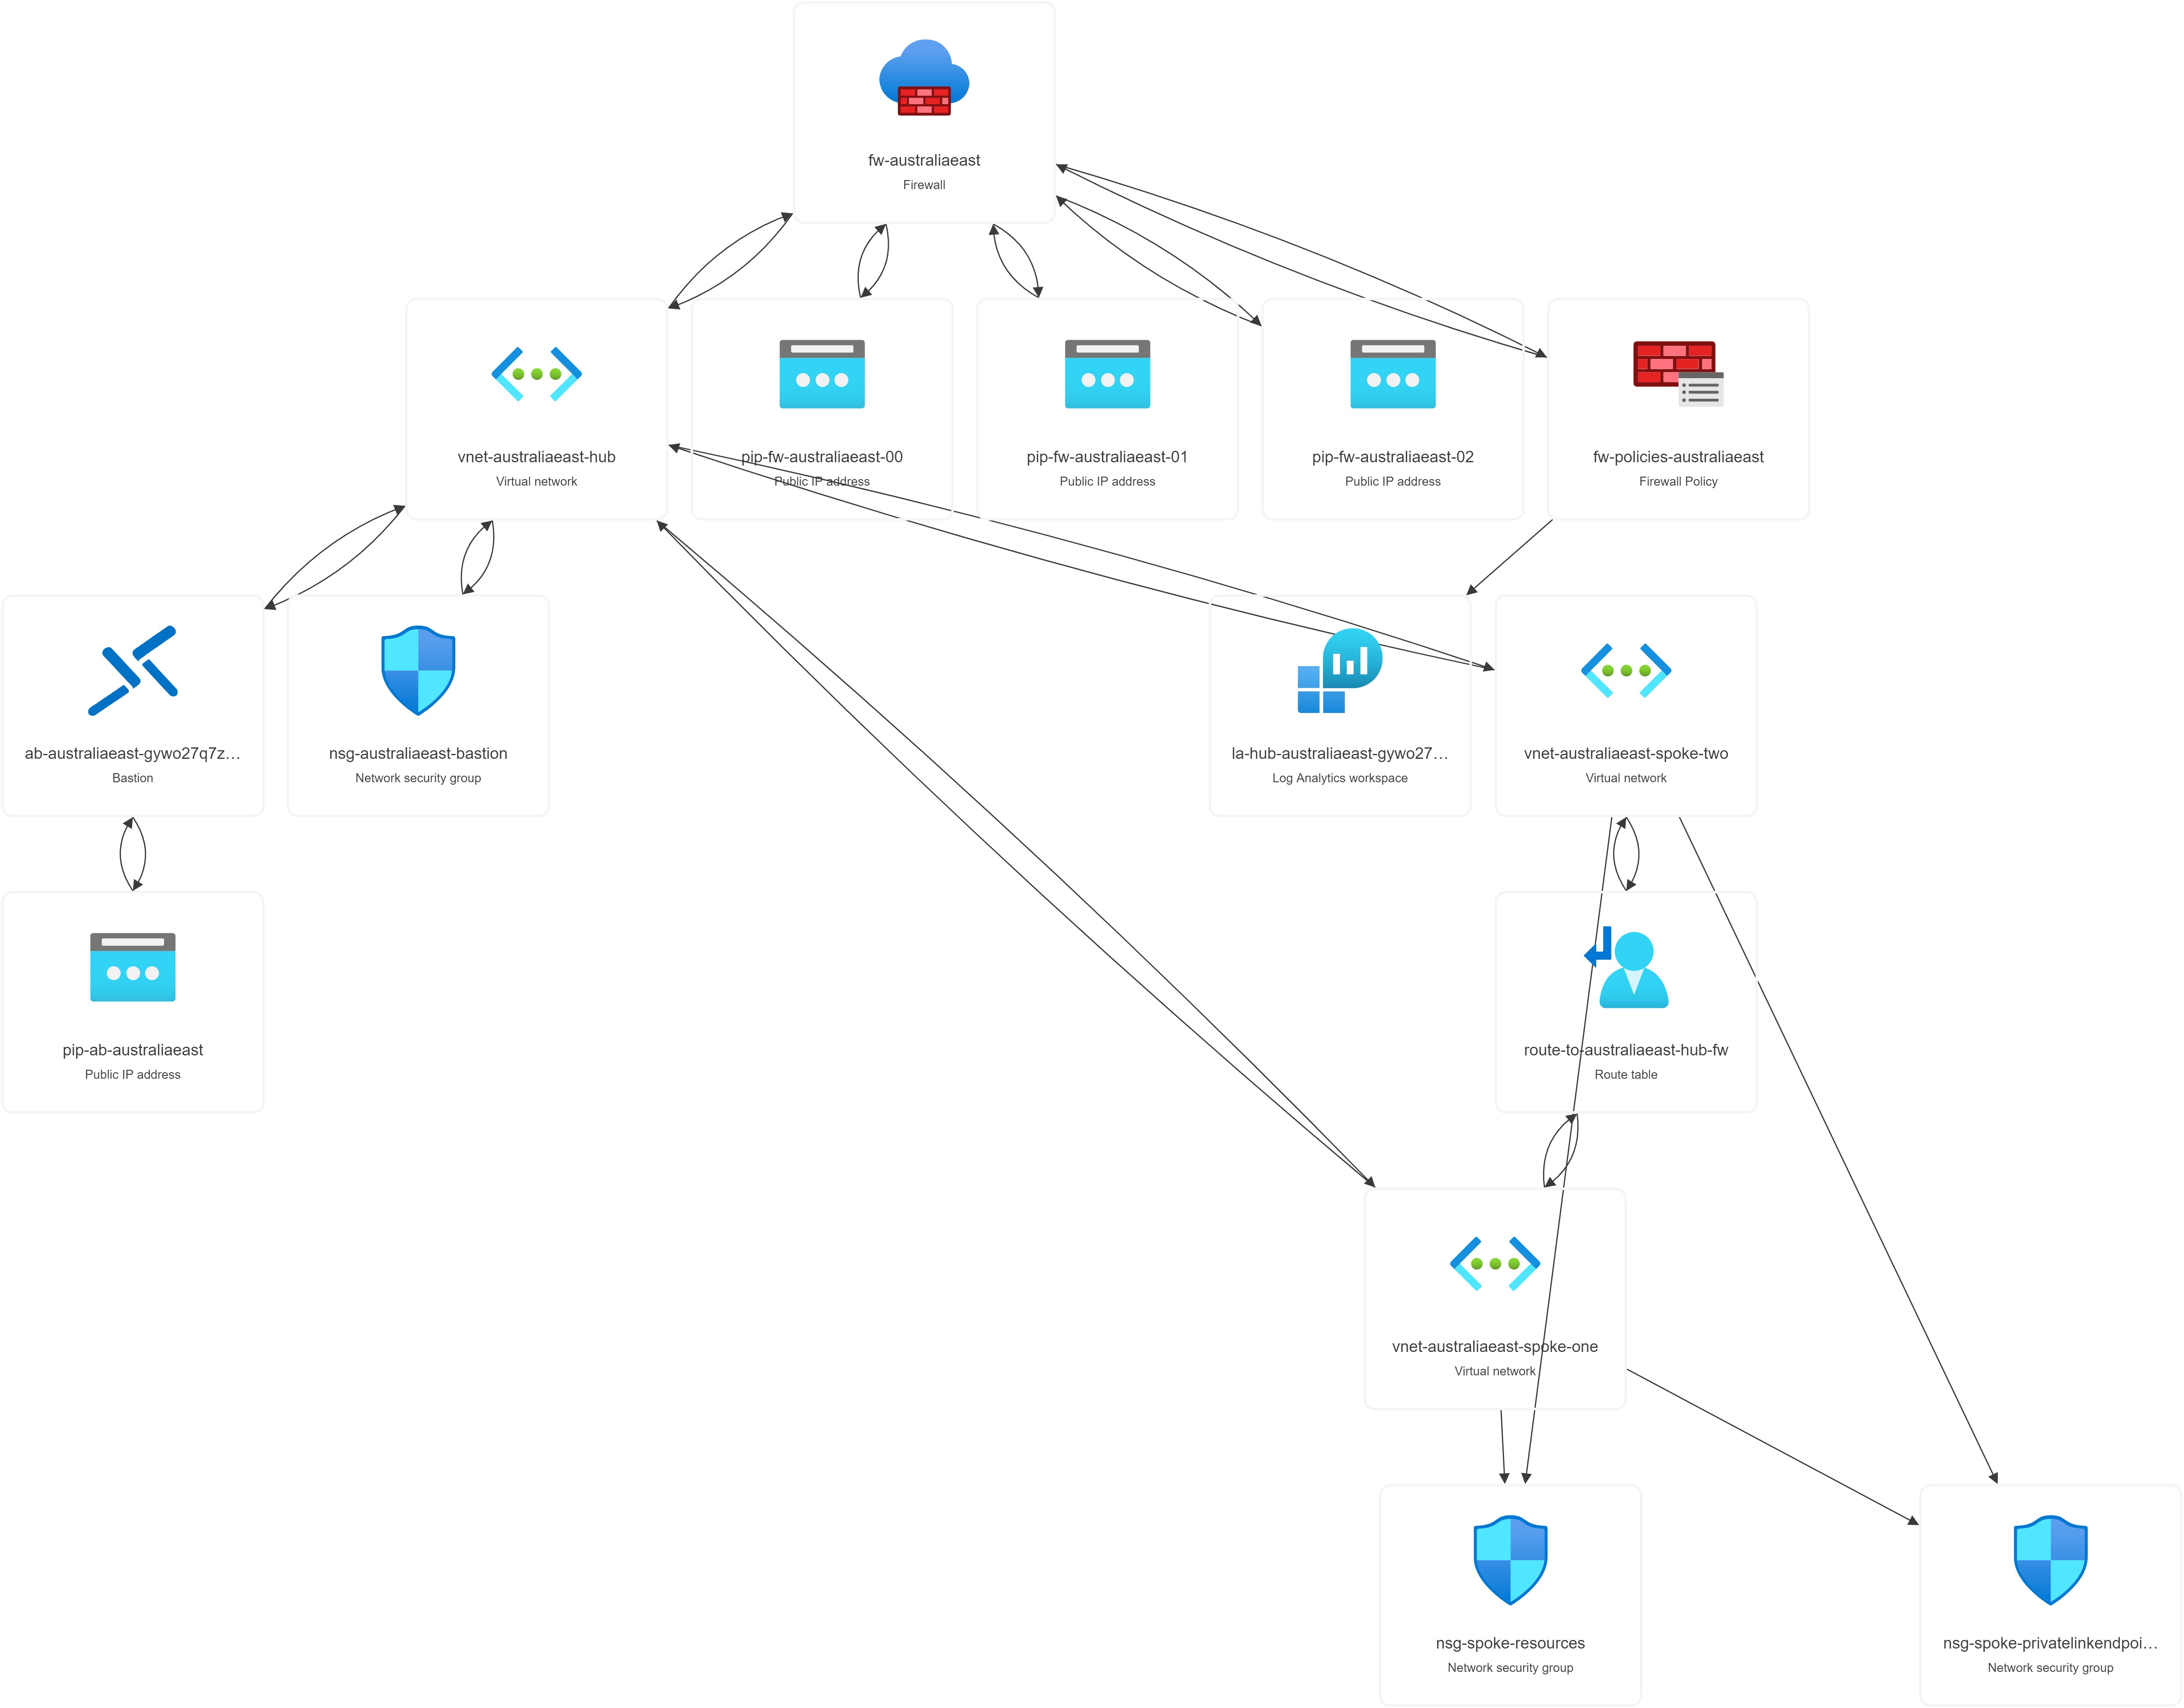 fw-australiaeast
Firewall
vnet-australiaeast-hub
Virtual network
pip-fw-australiaeast-00
Public IP address
pip-fw-australiaeast-01
Public IP address
pip-fw-australiaeast-02
Public IP address
fw-policies-australiaeast
Firewall Policy
ab-australiaeast-gywo27q7z...
Bastion
nsg-australiaeast-bastion
Network security group
la-hub-australiaeast-gywo27...
Log Analytics workspace
vnet-australiaeast-spoke-two
Virtual network
pip-ab-australiaeast
Public IP address
route-to-australiaeast-hub-fw
Route table
vnet-australiaeast-spoke-one
Virtual network
nsg-spoke-resources
Network security group
nsg-spoke-privatelinkendpoi...
Network security group